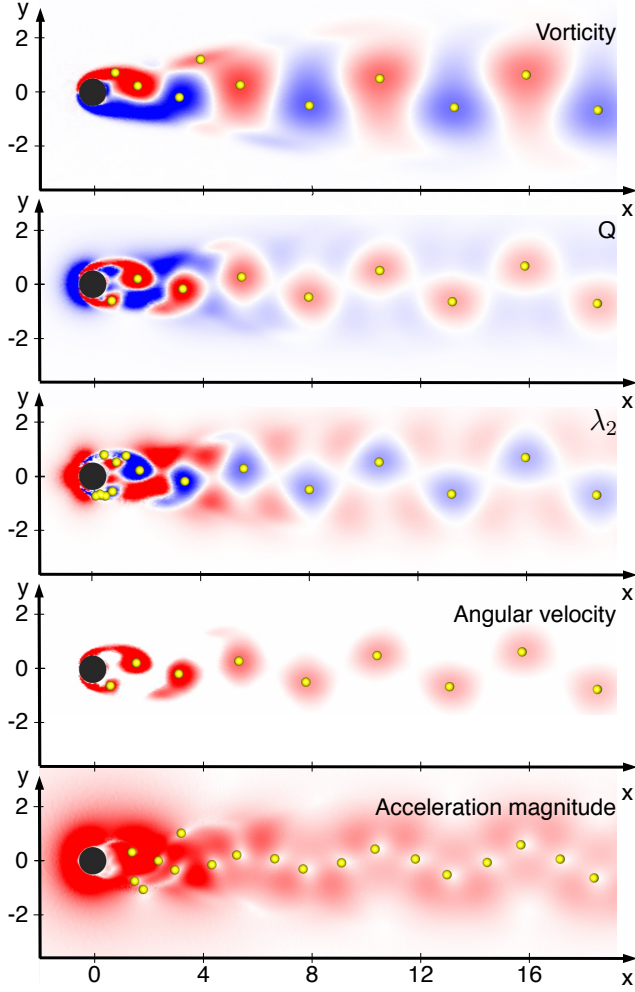 y
2
Vorticity
0
-2
x
y
2
Q
0
-2
x
y
2
λ₂
0
-2
x
y
2
Angular velocity
0
-2
x
y
2
Acceleration magnitude
0
-2
0 4 8 12 16 x